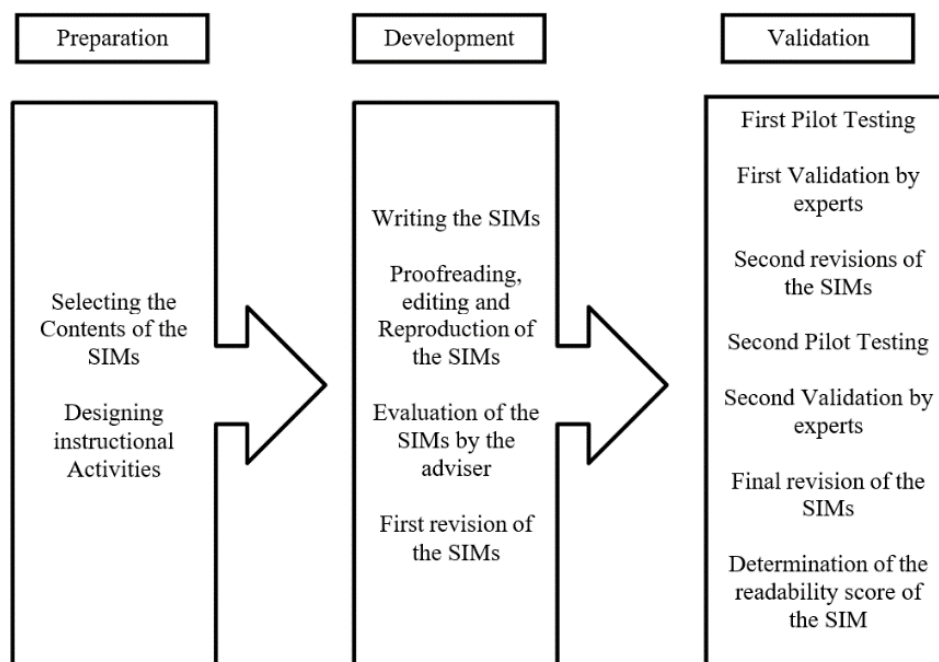 Preparation
Development
Validation
Selecting the
Contents of the
SIMs
Designing
instructional
Activities
Writing the SIMs
Proofreading,
editing and
Reproduction of
the SIMs
Evaluation of the
SIMs by the
adviser
First revision of
the SIMs
First Pilot Testing
First Validation by
experts
Second revisions of
the SIMs
Second Pilot Testing
Second Validation by
experts
Final revision of the
SIMs
Determination of the
readability score of
the SIM